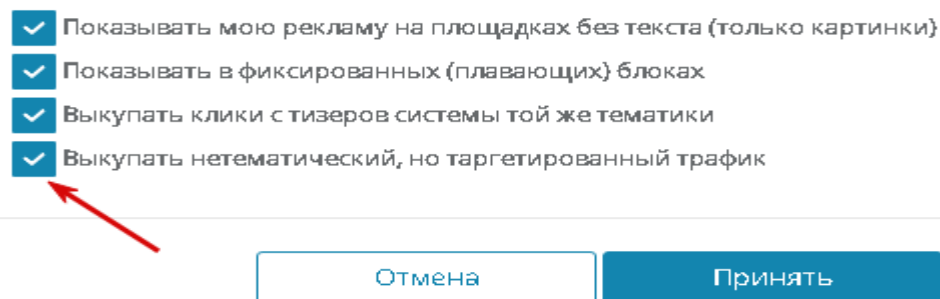 Показывать мою рекламу на площадках без текста (только картинки)
Показывать в фиксированных (плавающих) блоках
Выкупать клики с тизеров системы той же тематики
Выкупать нетематический, но таргетированный трафик
Отмена
Принять